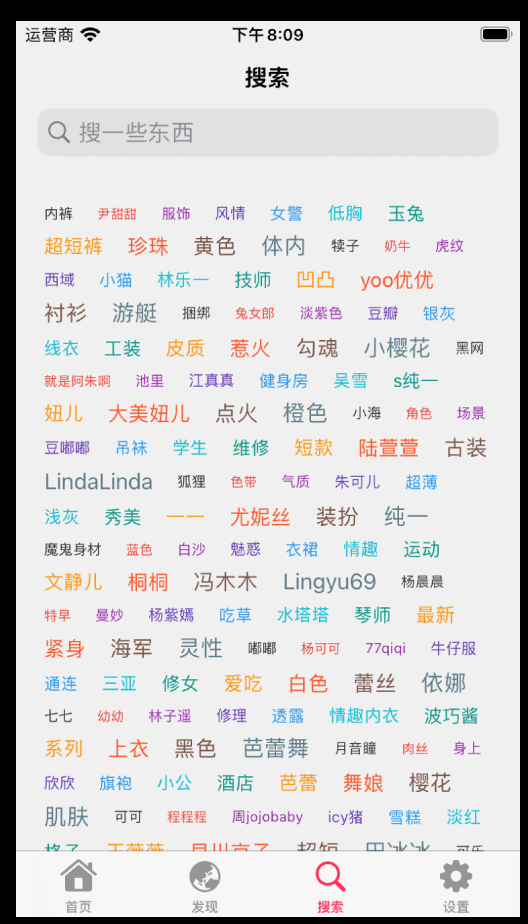 运营商 下午8:09
搜索
搜一些东西
内裤 尹甜甜 服饰 风情 女警 低胸 玉兔
超短裤 珍珠 黄色 体内 犊子 奶牛 虎纹
西域 小猫 林乐一 技师 凹凸 yoo优优
衬衫 游艇 捆绑 兔女郎 淡紫色 豆瓣 银灰
线衣 工装 皮质 惹火 勾魂 小樱花 黑网
就是阿朱啊 池里 江真真 健身房 吴雪 s纯一
妞儿 大美妞儿 点火 橙色 小海 角色 场景
豆嘟嘟 吊袜 学生 维修 短款 陆萱萱 古装
LindaLinda 狐狸 色带 气质 朱可儿 超薄
浅灰 秀美 一一 尤妮丝 装扮 纯一
魔鬼身材 蓝色 白沙 魅惑 衣裙 情趣 运动
文静儿 桐桐 冯木木 Lingyu69 杨晨晨
特早 曼妙 杨紫嫣 吃草 水塔塔 琴师 最新
紧身 海军 灵性 嘟嘟 杨可可 77qiqi 牛仔服
通连 三亚 修女 爱吃 白色 蕾丝 依娜
七七 幼幼 林子遥 修理 透露 情趣内衣 波巧酱
系列 上衣 黑色 芭蕾舞 月音瞳 肉丝 身上
欣欣 旗袍 小公 酒店 芭蕾 舞娘 樱花
肌肤 可可 程程程 周jojobaby icy猪 雪糕 淡红
首页 发现 搜索 设置